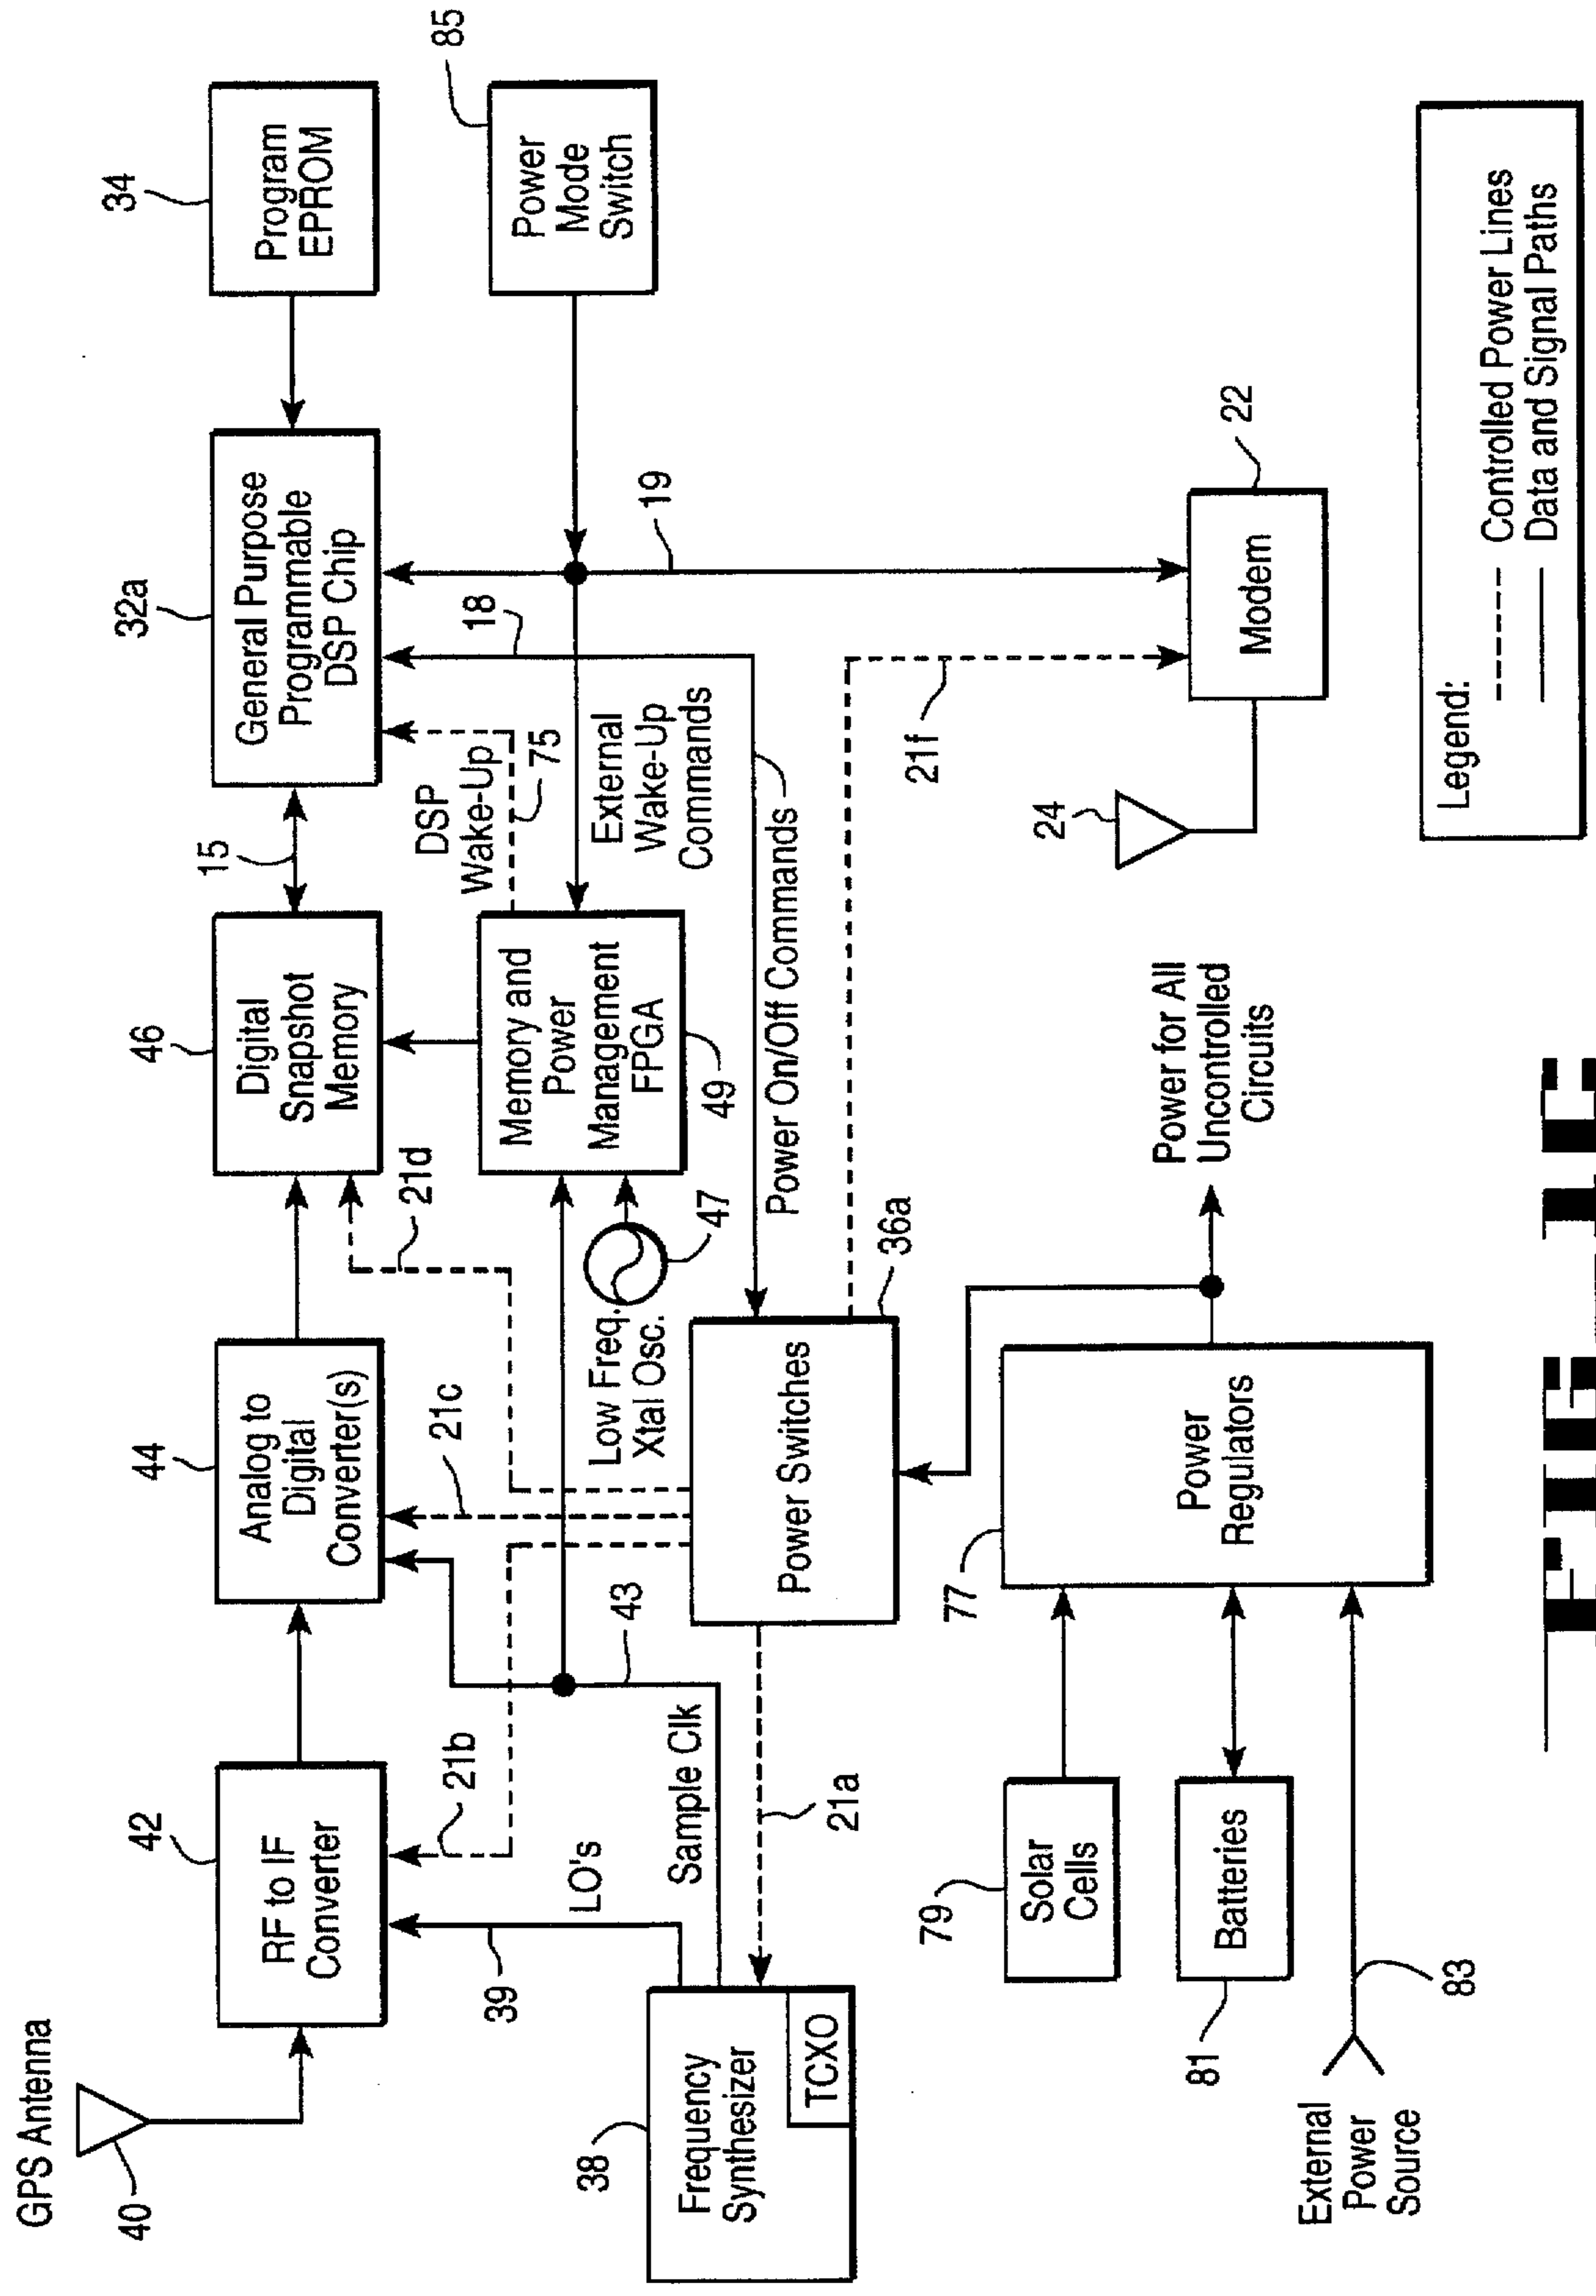 GPS Antenna
40
42
RF to IF
Converter
44
Analog to
Digital
Converter(s)
46
Digital
Snapshot
Memory
15
32a
General Purpose
Programmable
DSP Chip
34
Program
EPROM
21b
21c
21d
39
LO's
Sample Clk
43
Low Freq.
Xtal Osc.
47
Memory and
Power
Management
FPGA
49
DSP
Wake-Up
75
External
Wake-Up
Commands
18
19
Power
Mode
Switch
85
38
Frequency
Synthesizer
TCXO
21a
Power Switches
36a
Power On/Off Commands
21f
24
Modem
22
79
Solar
Cells
81
Batteries
External
Power
Source
83
77
Power
Regulators
Power for All
Uncontrolled
Circuits
Legend:
Controlled Power Lines
Data and Signal Paths